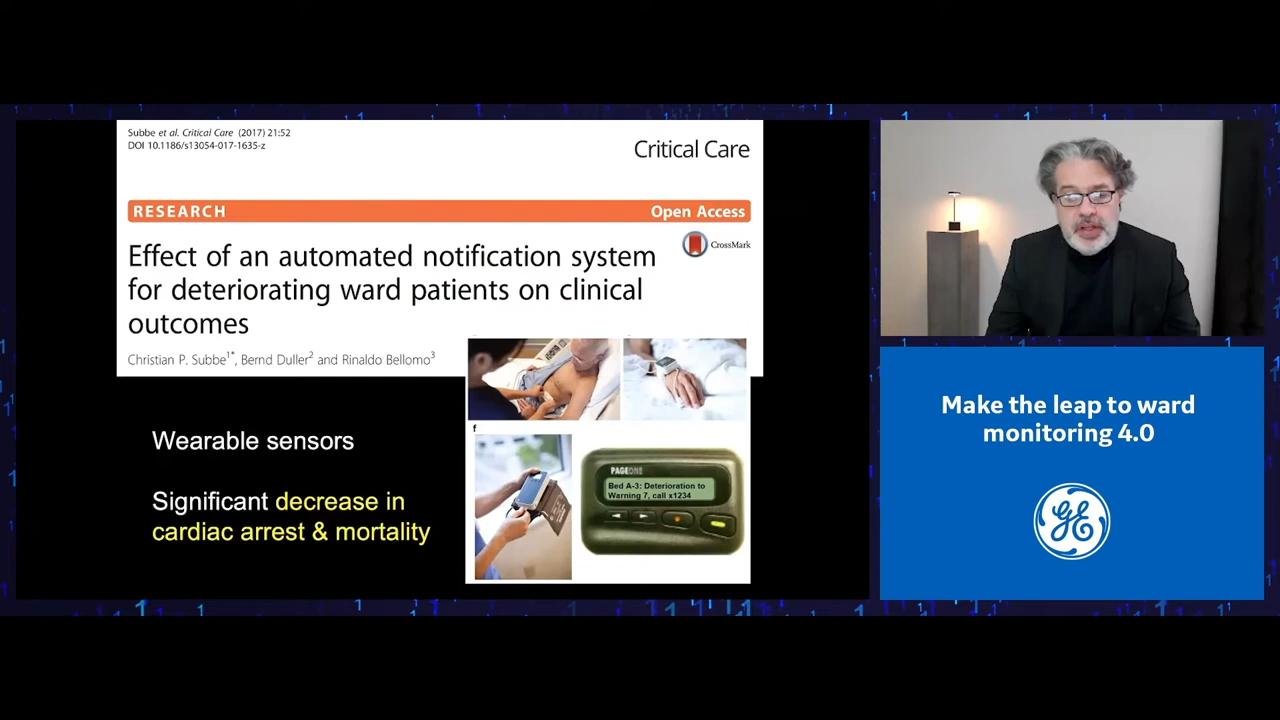 Subbe et al. Critical Care (2017) 21:52
DOI 10.1186/s13054-017-1635-z
Critical Care
RESEARCH
Open Access
CrossMark
Effect of an automated notification system
for deteriorating ward patients on clinical
outcomes
Christian P. Subbe1*, Bernd Duller2 and Rinaldo Bellomo3
f
PAGEONE
Bed A-3: Deterioration to
Warning 7, call x1234
Wearable sensors
Significant decrease in
cardiac arrest & mortality
Make the leap to ward
monitoring 4.0
GE